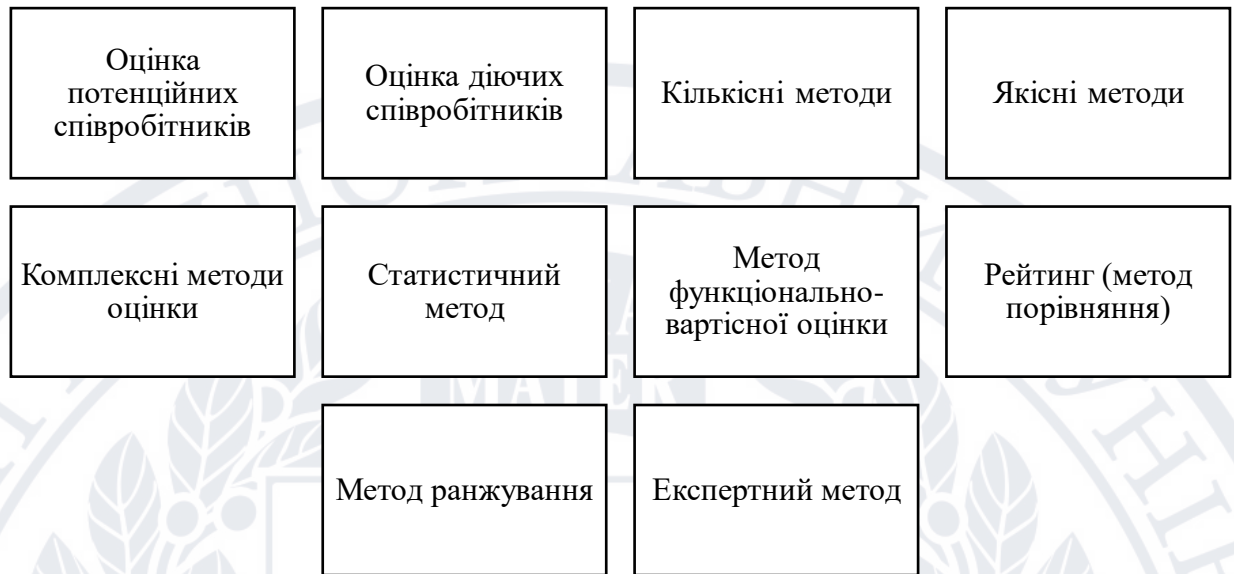 Оцінка
потенційних
співробітників
Оцінка діючих
співробітників
Кількісні методи
Якісні методи
Комплексні методи
оцінки
Статистичний
метод
Метод
функціонально-
вартісної оцінки
Рейтинг (метод
порівняння)
Метод ранжування
Експертний метод